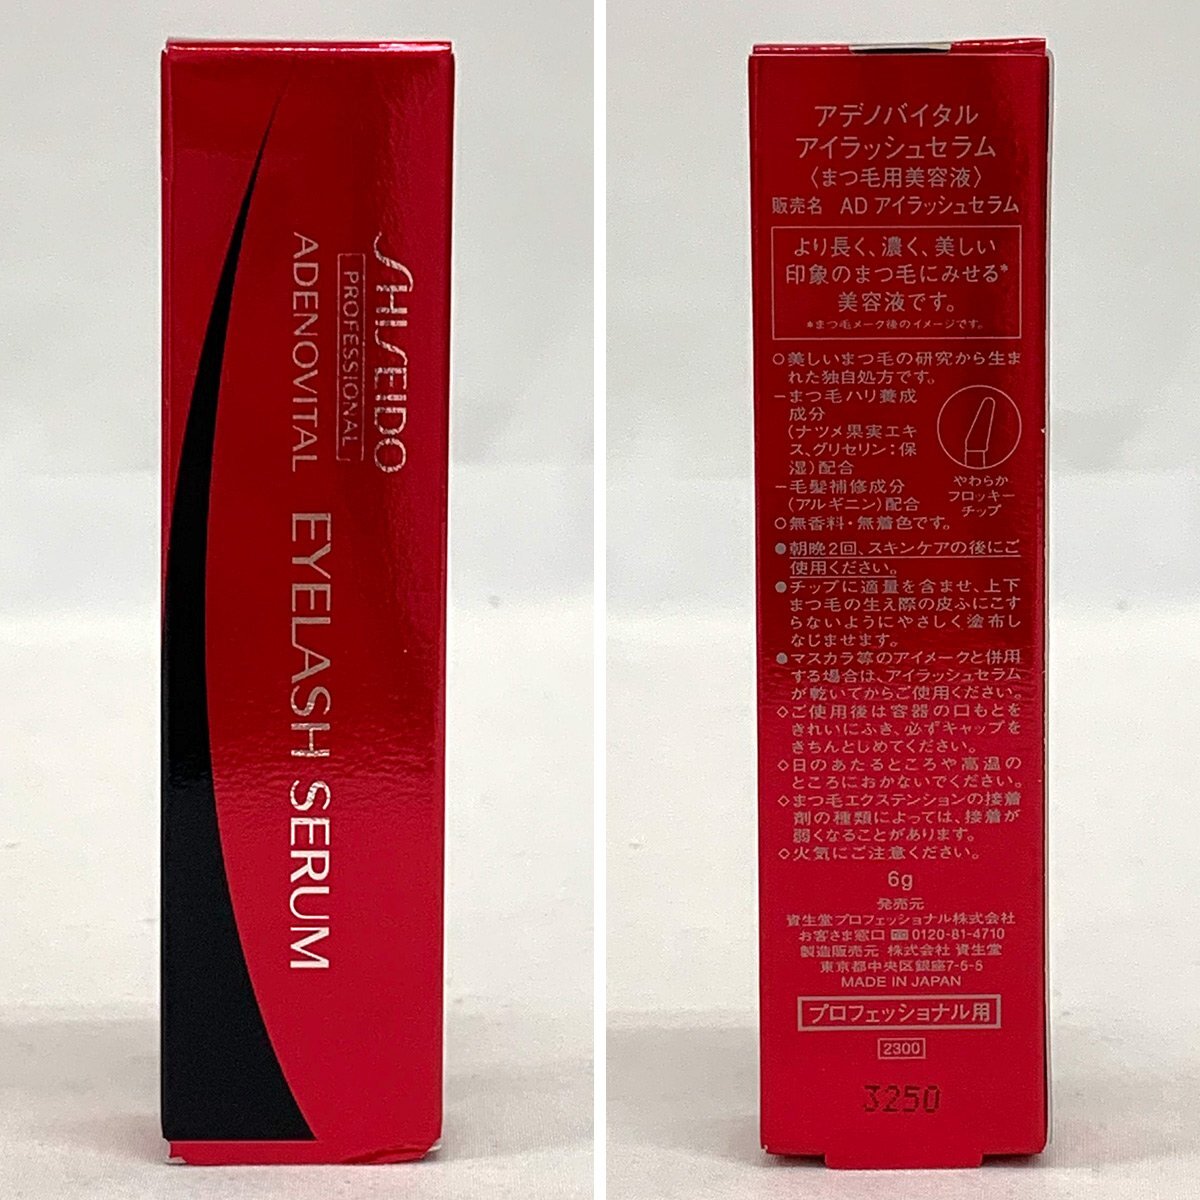 SHISEIDO
PROFESSIONAL
ADENOVITAL
EYELASH SERUM
アデノバイタル
アイラッシュセラム
〈まつ毛用美容液〉
販売名 AD アイラッシュセラム
より長く、濃く、美しい
印象のまつ毛にみせる*
美容液です。
*まつ毛メーク後のイメージです。
○美しいまつ毛の研究から生ま
れた独自処方です。
－まつ毛ハリ養成
成分
(ナツメ果実エキ
ス、グリセリン：保
湿)配合
－毛髪補修成分
(アルギニン)配合
○無香料・無着色です。
やわらか
フロッキー
チップ
●朝晩2回、スキンケアの後にご
使用ください。
●チップに適量を含ませ、上下
まつ毛の生え際の皮ふにこす
らないようにやさしく塗布し
なじませます。
●マスカラ等のアイメークと併用
する場合は、アイラッシュセラム
が乾いてからご使用ください。
◇ご使用後は容器の口もとを
きれいにふき、必ずキャップを
きちんとしめてください。
◇日のあたるところや高温の
ところにおかないでください。
◇まつ毛エクステンションの接着
剤の種類によっては、接着が
弱くなることがあります。
◇火気にご注意ください。
6g
発売元
資生堂プロフェッショナル株式会社
お客さま窓口 0120-81-4710
製造販売元 株式会社 資生堂
東京都中央区銀座7-5-5
MADE IN JAPAN
プロフェッショナル用
2300
3250